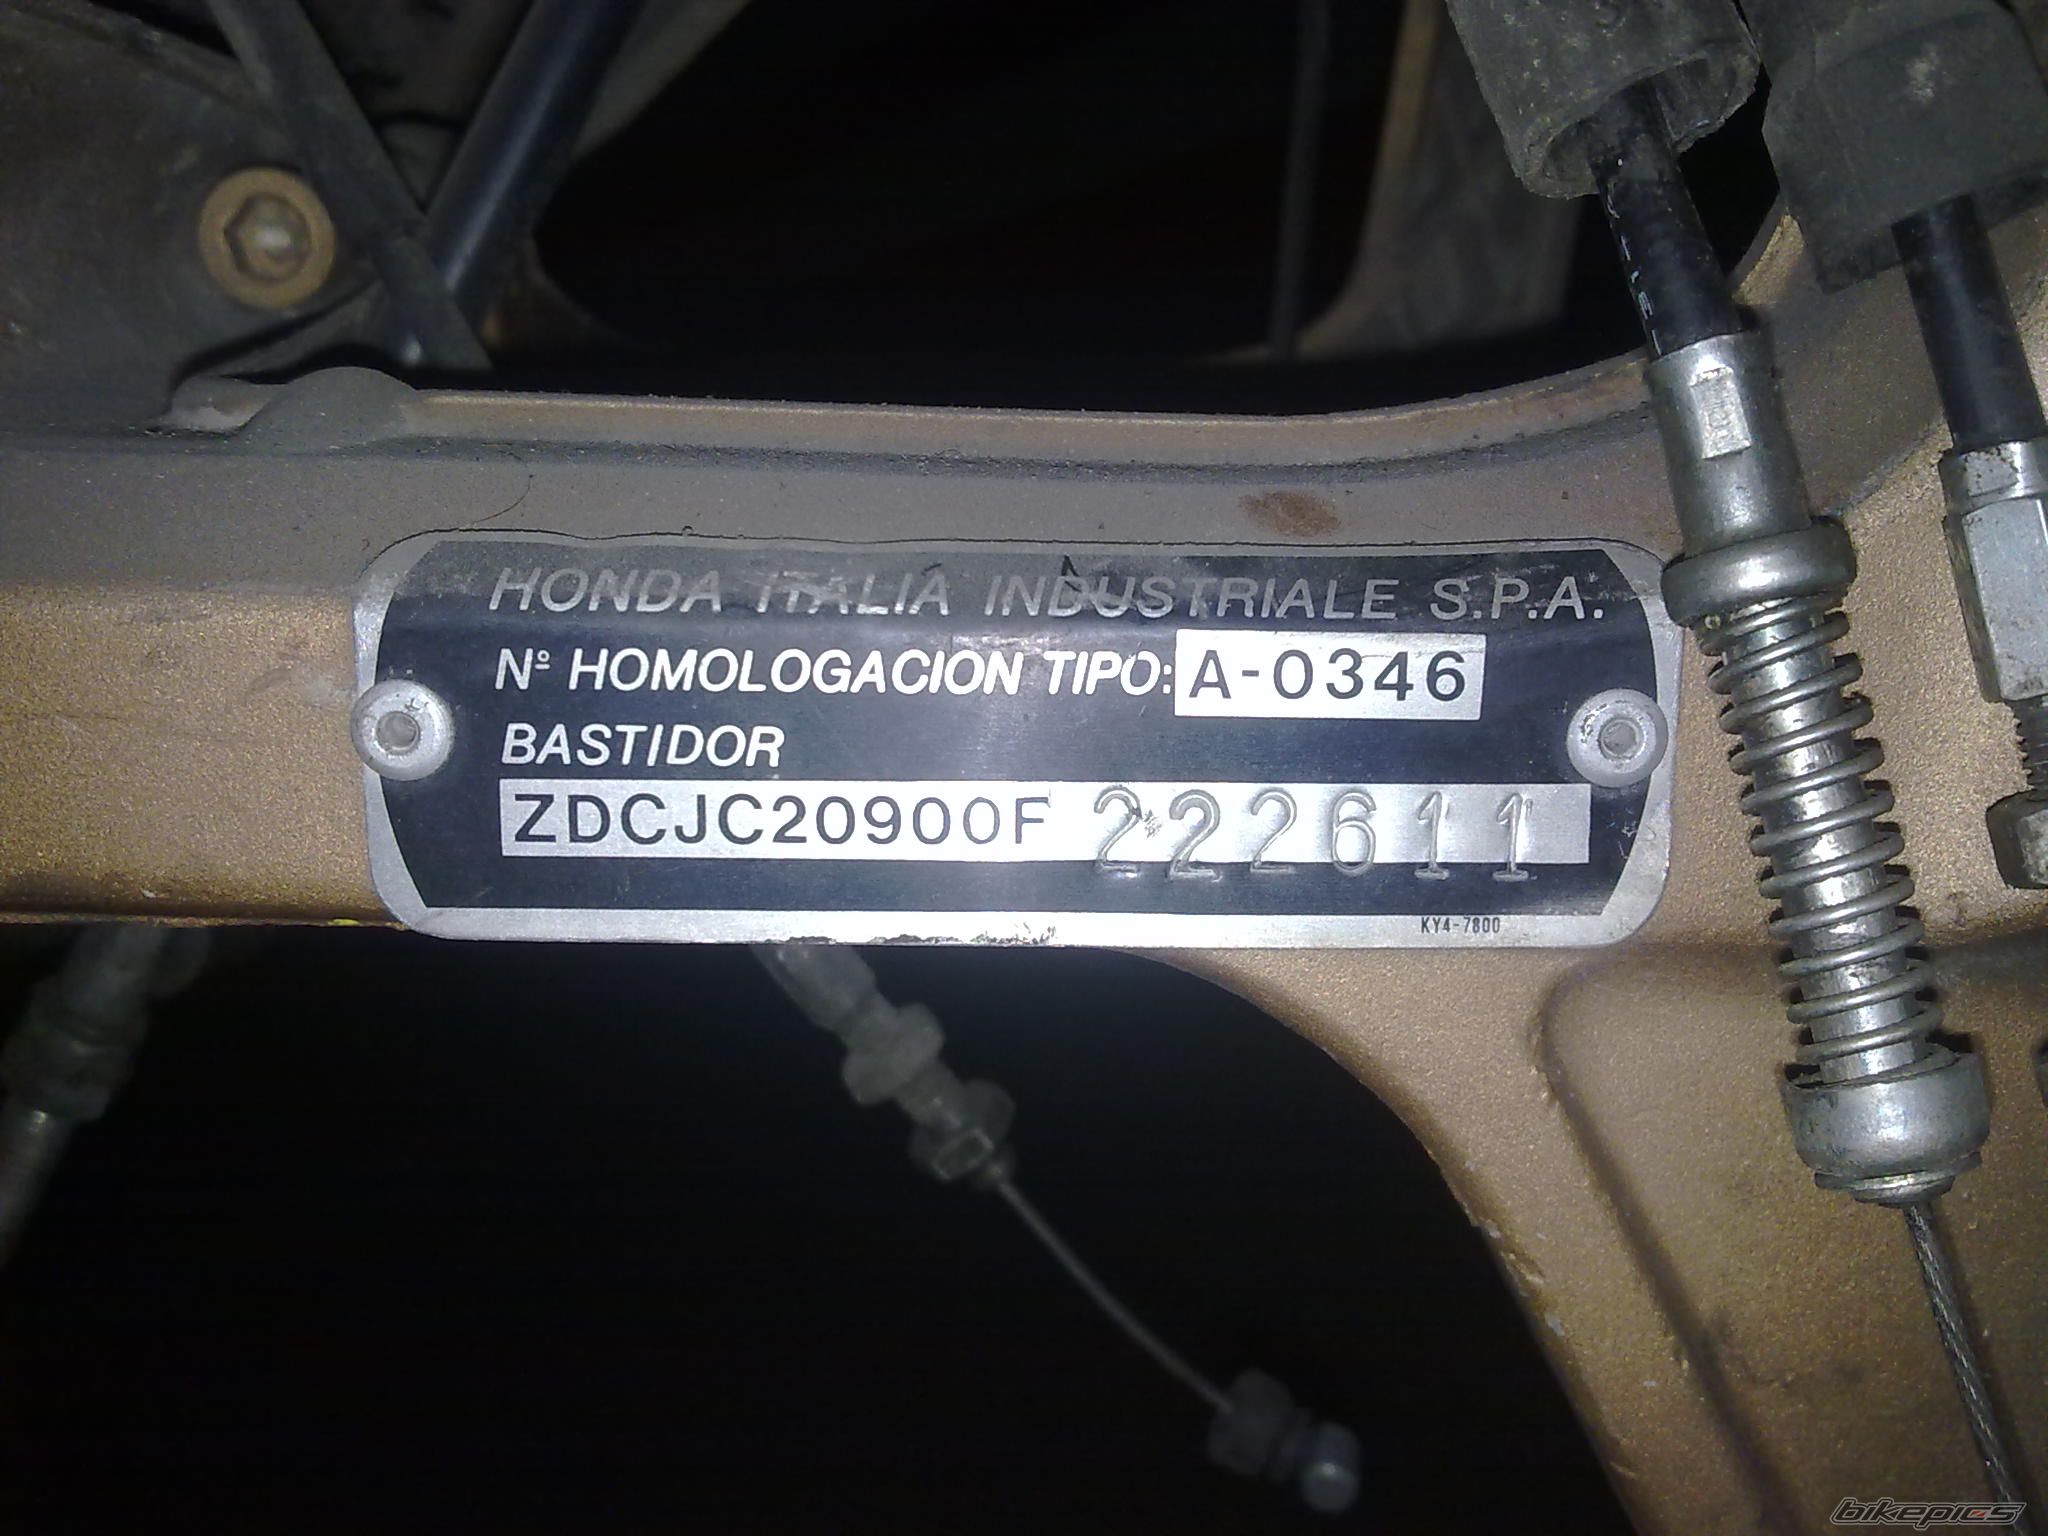 HONDA ITALIA INDUSTRIALE S.P.A.
Nº HOMOLOGACION TIPO: A-0346
BASTIDOR
ZDCJC20900F 222611
KY4-7800
bikepics